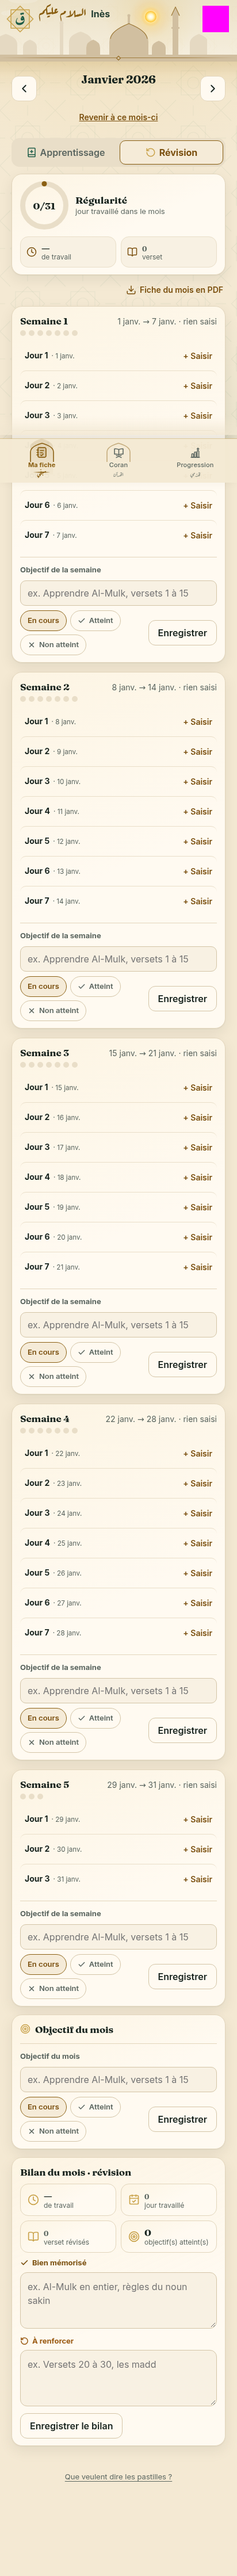 السلام عليكم Inès
Janvier 2026
Revenir à ce mois-ci
Apprentissage Révision
0/31 Régularité
jour travaillé dans le mois
—
de travail
0
verset
Fiche du mois en PDF
Semaine 1 1 janv. → 7 janv. · rien saisi
Jour 1 · 1 janv. + Saisir
Jour 2 · 2 janv. + Saisir
Jour 3 · 3 janv. + Saisir
Ma fiche Coran Progression
Jour 6 · 6 janv. + Saisir
Jour 7 · 7 janv. + Saisir
Objectif de la semaine
ex. Apprendre Al-Mulk, versets 1 à 15
En cours Atteint
Non atteint
Enregistrer
Semaine 2 8 janv. → 14 janv. · rien saisi
Jour 1 · 8 janv. + Saisir
Jour 2 · 9 janv. + Saisir
Jour 3 · 10 janv. + Saisir
Jour 4 · 11 janv. + Saisir
Jour 5 · 12 janv. + Saisir
Jour 6 · 13 janv. + Saisir
Jour 7 · 14 janv. + Saisir
Objectif de la semaine
ex. Apprendre Al-Mulk, versets 1 à 15
En cours Atteint
Non atteint
Enregistrer
Semaine 3 15 janv. → 21 janv. · rien saisi
Jour 1 · 15 janv. + Saisir
Jour 2 · 16 janv. + Saisir
Jour 3 · 17 janv. + Saisir
Jour 4 · 18 janv. + Saisir
Jour 5 · 19 janv. + Saisir
Jour 6 · 20 janv. + Saisir
Jour 7 · 21 janv. + Saisir
Objectif de la semaine
ex. Apprendre Al-Mulk, versets 1 à 15
En cours Atteint
Non atteint
Enregistrer
Semaine 4 22 janv. → 28 janv. · rien saisi
Jour 1 · 22 janv. + Saisir
Jour 2 · 23 janv. + Saisir
Jour 3 · 24 janv. + Saisir
Jour 4 · 25 janv. + Saisir
Jour 5 · 26 janv. + Saisir
Jour 6 · 27 janv. + Saisir
Jour 7 · 28 janv. + Saisir
Objectif de la semaine
ex. Apprendre Al-Mulk, versets 1 à 15
En cours Atteint
Non atteint
Enregistrer
Semaine 5 29 janv. → 31 janv. · rien saisi
Jour 1 · 29 janv. + Saisir
Jour 2 · 30 janv. + Saisir
Jour 3 · 31 janv. + Saisir
Objectif de la semaine
ex. Apprendre Al-Mulk, versets 1 à 15
En cours Atteint
Non atteint
Enregistrer
Objectif du mois
Objectif du mois
ex. Apprendre Al-Mulk, versets 1 à 15
En cours Atteint
Non atteint
Enregistrer
Bilan du mois · révision
—
de travail
0
jour travaillé
0
verset révisés
0
objectif(s) atteint(s)
Bien mémorisé
ex. Al-Mulk en entier, règles du noun
sakin
À renforcer
ex. Versets 20 à 30, les madd
Enregistrer le bilan
Que veulent dire les pastilles ?